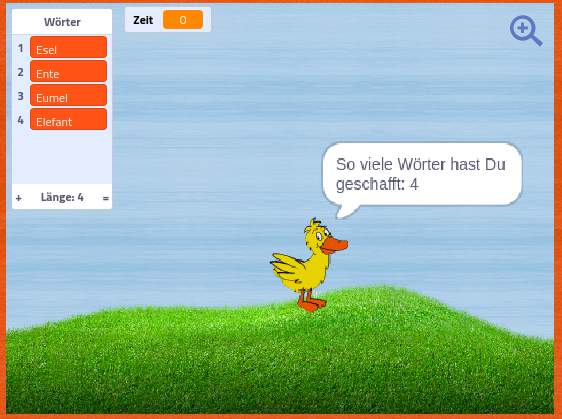 Wörter
Zeit 0
1 Esel
2 Ente
3 Eumel
4 Elefant
+ Länge: 4 =
So viele Wörter hast Du
geschafft: 4